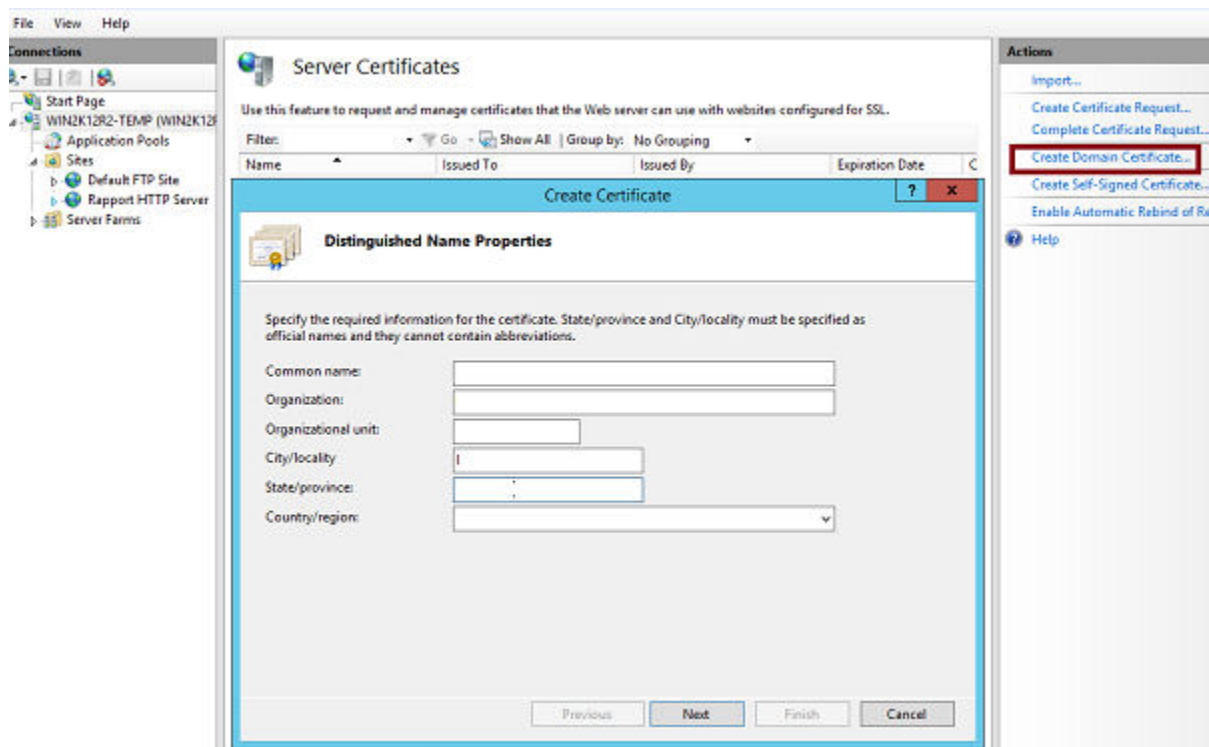 File View Help
Connections
Start Page
WIN2K12R2-TEMP (WIN2K12R
Application Pools
Sites
Default FTP Site
Rapport HTTP Server
Server Farms
Server Certificates
Use this feature to request and manage certificates that the Web server can use with websites configured for SSL.
Filter: Go Show All Group by: No Grouping
Name Issued To Issued By Expiration Date C
Create Certificate ? x
Distinguished Name Properties
Specify the required information for the certificate. State/province and City/locality must be specified as
official names and they cannot contain abbreviations.
Common name:
Organization:
Organizational unit:
City/locality
State/province:
Country/region:
Previous Next Finish Cancel
Actions
Import...
Create Certificate Request...
Complete Certificate Request...
Create Domain Certificate...
Create Self-Signed Certificate...
Enable Automatic Rebind of Re
Help